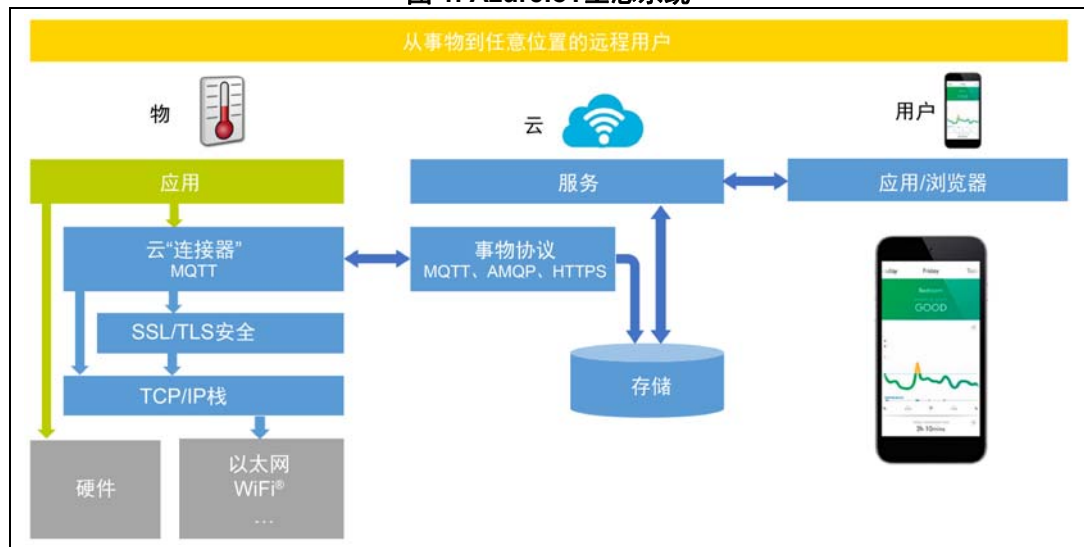 从事物到任意位置的远程用户
物
云
用户
应用
服务
应用/浏览器
云“连接器”
MQTT
事物协议
MQTT、AMQP、HTTPS
SSL/TLS安全
TCP/IP栈
存储
硬件
以太网
WiFi®
…
Friday
GOOD
2h 10mins